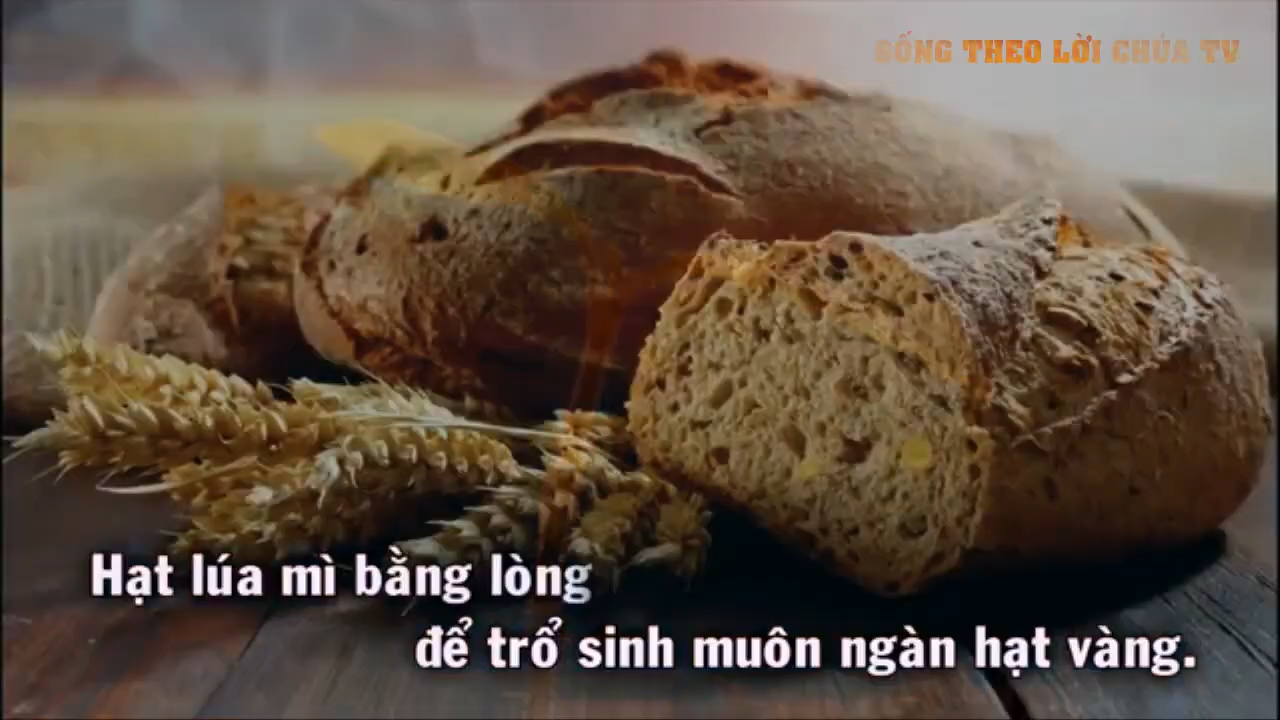 SỐNG THEO LỜI CHÚA TV
Hạt lúa mì bằng lòng
để trổ sinh muôn ngàn hạt vàng.